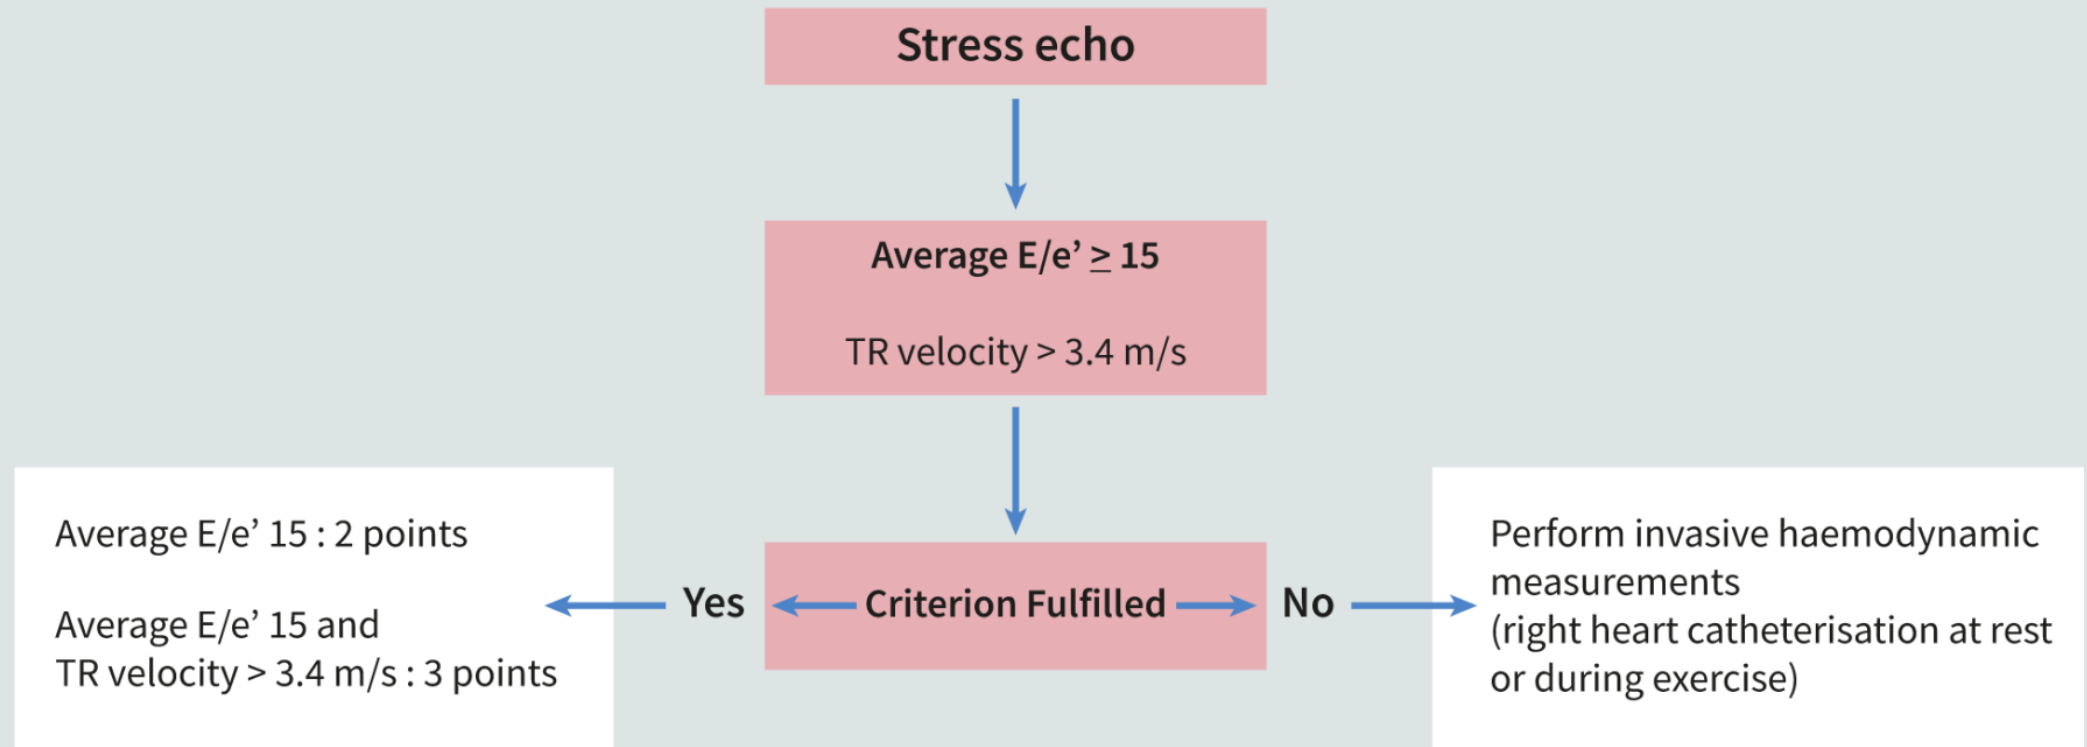 Stress echo
Average E/e’ ≥ 15
TR velocity > 3.4 m/s
Average E/e’ 15 : 2 points
Average E/e’ 15 and
TR velocity > 3.4 m/s : 3 points
Yes
Criterion Fulfilled
No
Perform invasive haemodynamic
measurements
(right heart catheterisation at rest
or during exercise)